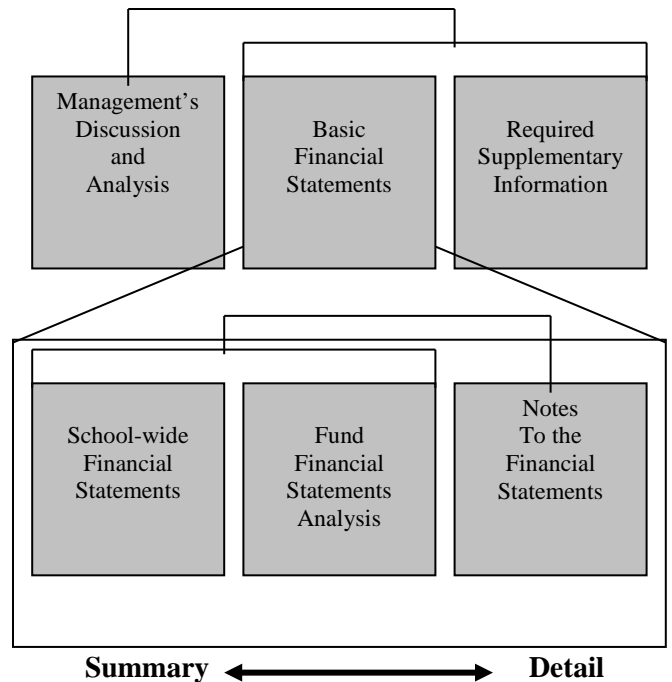 Management's
Discussion
and
Analysis
Basic
Financial
Statements
Required
Supplementary
Information
School-wide
Financial
Statements
Fund
Financial
Statements
Analysis
Notes
To the
Financial
Statements
Summary Detail